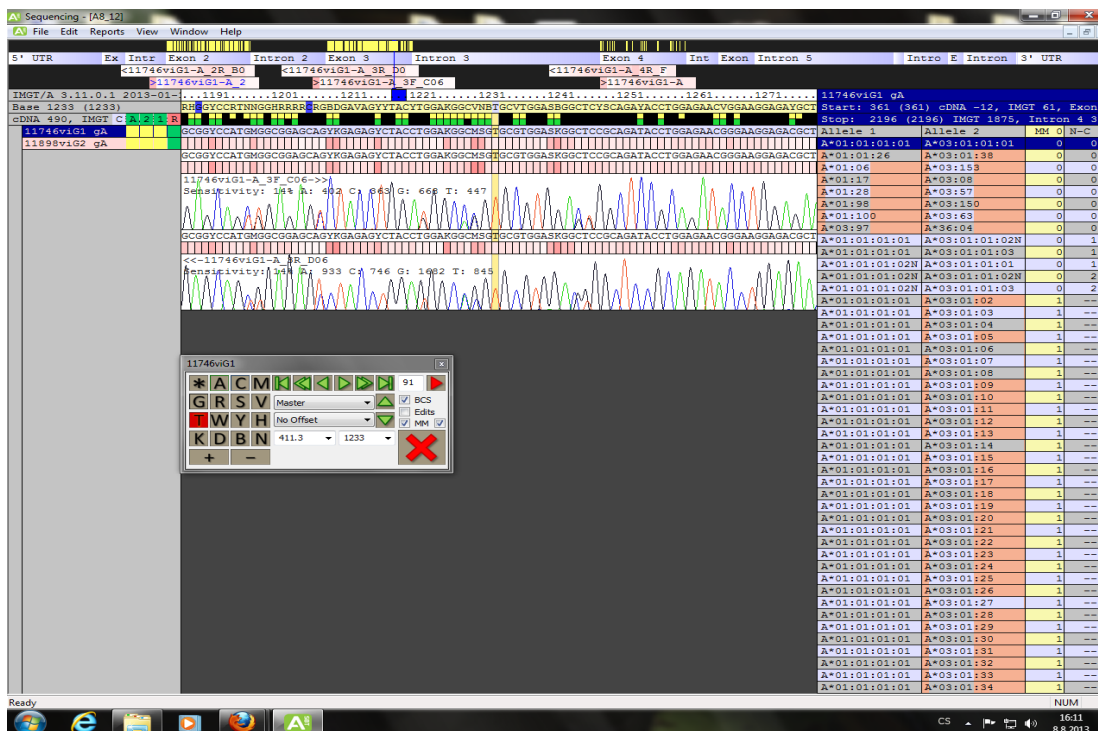 Sequencing - [A8_12]
File Edit Reports View Window Help
5' UTR Ex Intr Exon 2 Intron 2 Exon 3 Intron 3 Exon 4 Int Exon Intron 5 Intro E Intron 3' UTR
<11746viG1-A_2R_B0 <11746viG1-A_3R_D0 <11746viG1-A_4R_F
>11746viG1-A_2 >11746viG1-A_3F_C06 >11746viG1-A
IMGT/A 3.11.0.1 2013-01-1 ...1191........1201........1211... 1221........1231........1241........1251........1261........1271.....
Base 1233 (1233)
cDNA 490, IMGT C A 2 1 R
11746viG1 gA GCGGYCCATGMGGCGGAGCAGYKGAGAGYCTACCTGGAKGGCMSGTGCGTGGASKGGCTCCGCAGATACCTGGAGAACGGGAAGGAGACGCT
11898viG2 gA
GCGGYCCATGMGGCGGAGCAGYKGAGAGYCTACCTGGAKGGCMSGTGCGTGGASKGGCTCCGCAGATACCTGGAGAACGGGAAGGAGACGCT
11746viG1-A_3F_C06->>
Sensitivity: 14% A: 402 C: 363 G: 668 T: 447
GCGGYCCATGMGGCGGAGCAGYKGAGAGYCTACCTGGAKGGCMSGTGCGTGGASKGGCTCCGCAGATACCTGGAGAACGGGAAGGAGACGCT
<<-11746viG1-A_3R_D06
Sensitivity: 14% A: 933 C: 746 G: 1632 T: 845
11746viG1
* A C M 91
G R S V Master BCS
T W Y H No Offset Edits
MM
K D B N 411.3 1233
+ -
11746viG1 gA
Start: 361 (361) cDNA -12, IMGT 61, Exon
Stop: 2196 (2196) IMGT 1875, Intron 4 3
Allele 1 Allele 2 MM 0 N-C
A*01:01:01:01 A*03:01:01:01 0 0
A*01:01:26 A*03:01:38 0 0
A*01:06 A*03:153 0 0
A*01:17 A*03:08 0 0
A*01:28 A*03:57 0 0
A*01:98 A*03:150 0 0
A*01:100 A*03:63 0 0
A*03:97 A*36:04 0 0
A*01:01:01:01 A*03:01:01:02N 0 1
A*01:01:01:01 A*03:01:01:03 0 1
A*01:01:01:02N A*03:01:01:01 0 1
A*01:01:01:02N A*03:01:01:02N 0 2
A*01:01:01:02N A*03:01:01:03 0 2
A*01:01:01:01 A*03:01:02 1 --
A*01:01:01:01 A*03:01:03 1 --
A*01:01:01:01 A*03:01:04 1 --
A*01:01:01:01 A*03:01:05 1 --
A*01:01:01:01 A*03:01:06 1 --
A*01:01:01:01 A*03:01:07 1 --
A*01:01:01:01 A*03:01:08 1 --
A*01:01:01:01 A*03:01:09 1 --
A*01:01:01:01 A*03:01:10 1 --
A*01:01:01:01 A*03:01:11 1 --
A*01:01:01:01 A*03:01:12 1 --
A*01:01:01:01 A*03:01:13 1 --
A*01:01:01:01 A*03:01:14 1 --
A*01:01:01:01 A*03:01:15 1 --
A*01:01:01:01 A*03:01:16 1 --
A*01:01:01:01 A*03:01:17 1 --
A*01:01:01:01 A*03:01:18 1 --
A*01:01:01:01 A*03:01:19 1 --
A*01:01:01:01 A*03:01:20 1 --
A*01:01:01:01 A*03:01:21 1 --
A*01:01:01:01 A*03:01:22 1 --
A*01:01:01:01 A*03:01:23 1 --
A*01:01:01:01 A*03:01:24 1 --
A*01:01:01:01 A*03:01:25 1 --
A*01:01:01:01 A*03:01:26 1 --
A*01:01:01:01 A*03:01:27 1 --
A*01:01:01:01 A*03:01:28 1 --
A*01:01:01:01 A*03:01:29 1 --
A*01:01:01:01 A*03:01:30 1 --
A*01:01:01:01 A*03:01:31 1 --
A*01:01:01:01 A*03:01:32 1 --
A*01:01:01:01 A*03:01:33 1 --
A*01:01:01:01 A*03:01:34 1 --
Ready NUM
CS 16:11
8.8.2013